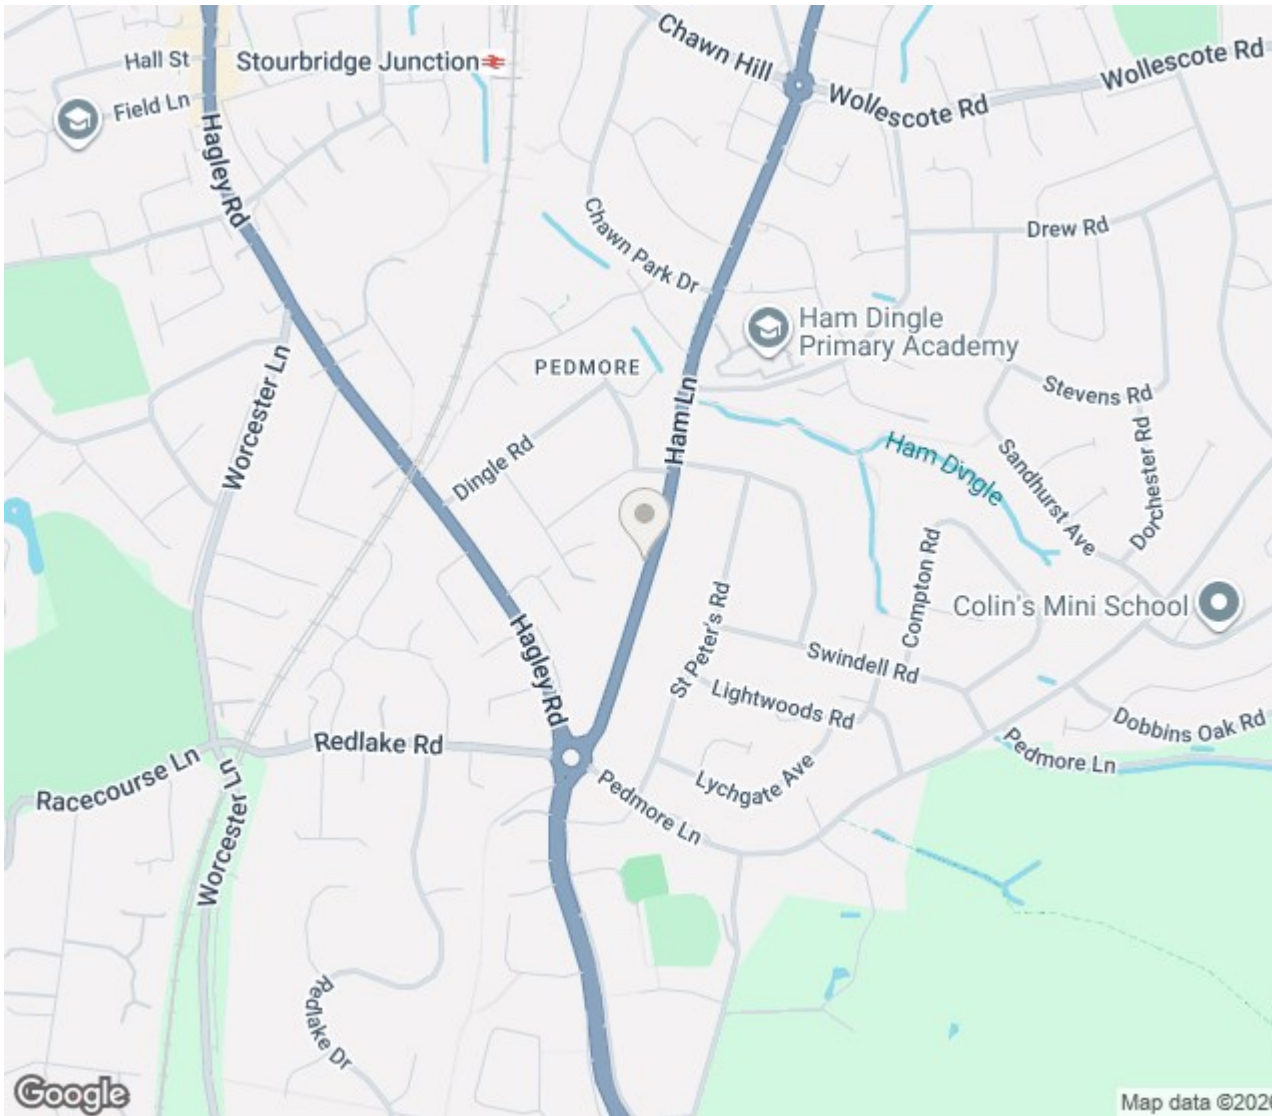 Hall St
Stourbridge Junction
Chawn Hill
Wollescote Rd
Wollescote Rd
Field Ln
Hagley Rd
Chawn Park Dr
Drew Rd
Ham Dingle
Primary Academy
Worcester Ln
PEDMORE
Ham Ln
Stevens Rd
Dingle Rd
Ham Dingle
Sandhurst Ave
Dorchester Rd
Compton Rd
Colin's Mini School
Hagley Rd
St Peter's Rd
Swindell Rd
Lightwoods Rd
Dobbins Oak Rd
Redlake Rd
Pedmore Ln
Racecourse Ln
Worcester Ln
Lychgate Ave
Pedmore Ln
Redlake Dr
Google
Map data ©2026